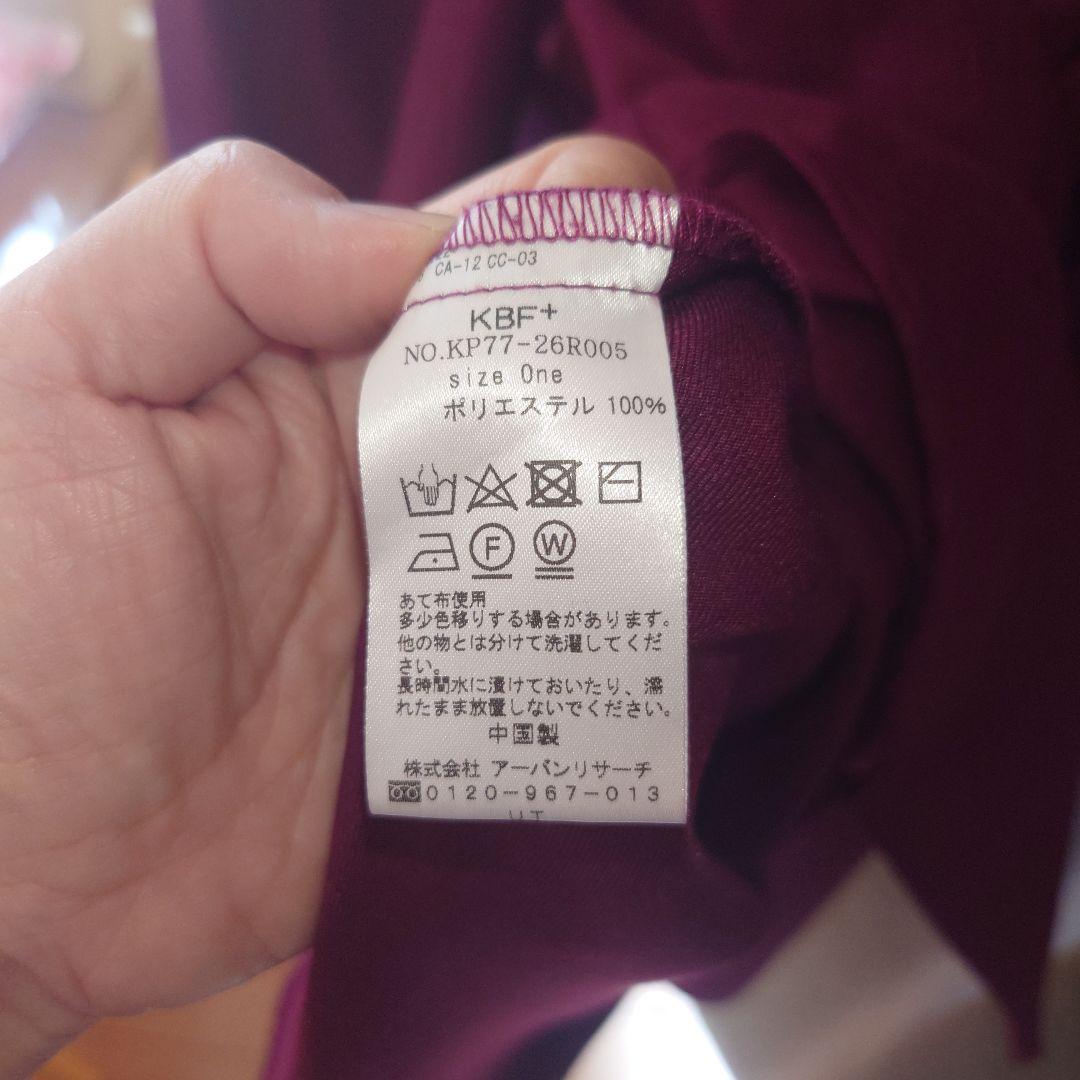 CA-12 CC-03
KBF+
NO.KP77-26R005
size One
ポリエステル 100%
F W
あて布使用
多少色移りする場合があります。
他の物とは分けて洗濯してくだ
さい。
長時間水に漬けておいたり、濡
れたまま放置しないでください。
中国製
株式会社 アーバンリサーチ
0120-967-013